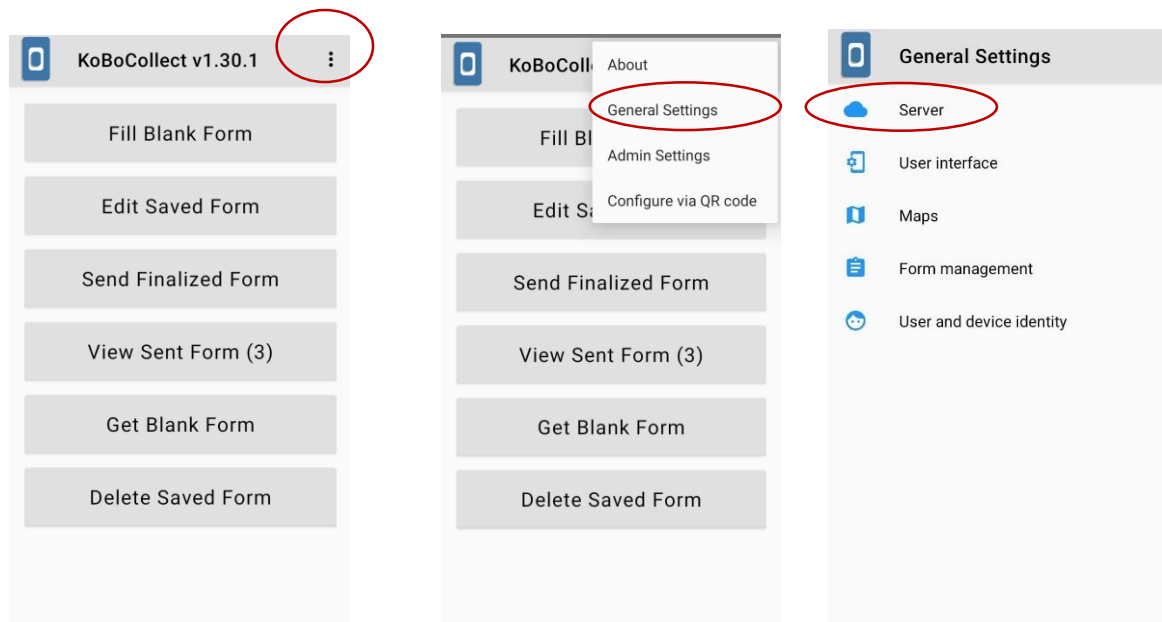 KoBoCollect v1.30.1
Fill Blank Form
Edit Saved Form
Send Finalized Form
View Sent Form (3)
Get Blank Form
Delete Saved Form
KoBoColl
About
General Settings
Admin Settings
Configure via QR code
Fill Bl
Edit Sa
Send Finalized Form
View Sent Form (3)
Get Blank Form
Delete Saved Form
General Settings
Server
User interface
Maps
Form management
User and device identity